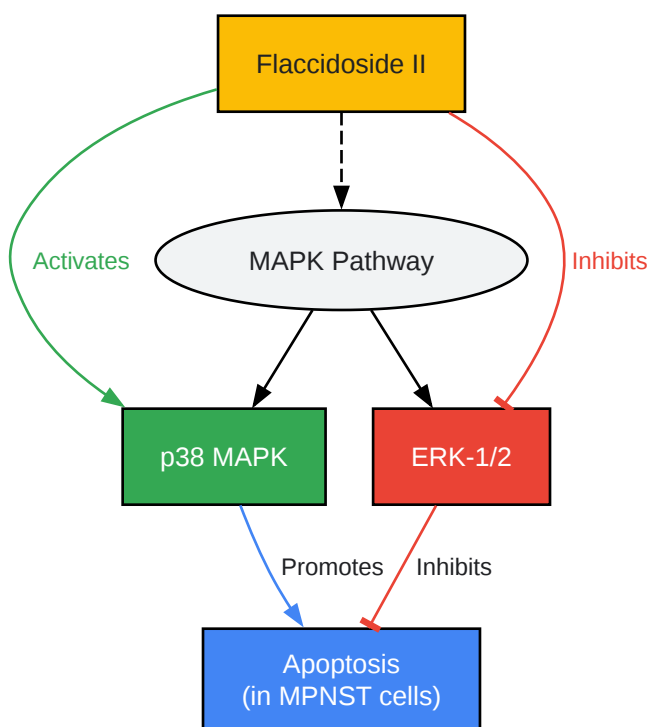 Flaccidoside II
Activates
MAPK Pathway
Inhibits
p38 MAPK
ERK-1/2
Promotes
Inhibits
Apoptosis
(in MPNST cells)